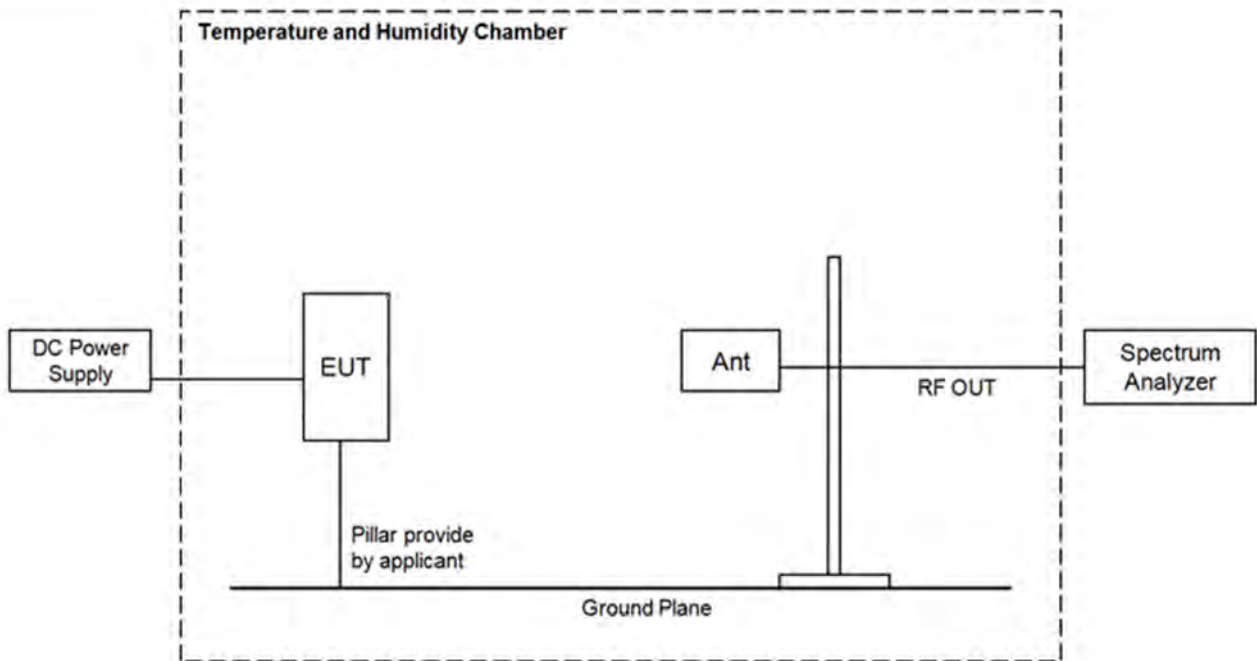 Temperature and Humidity Chamber
DC Power
Supply
EUT
Ant
RF OUT
Spectrum
Analyzer
Pillar provide
by applicant
Ground Plane